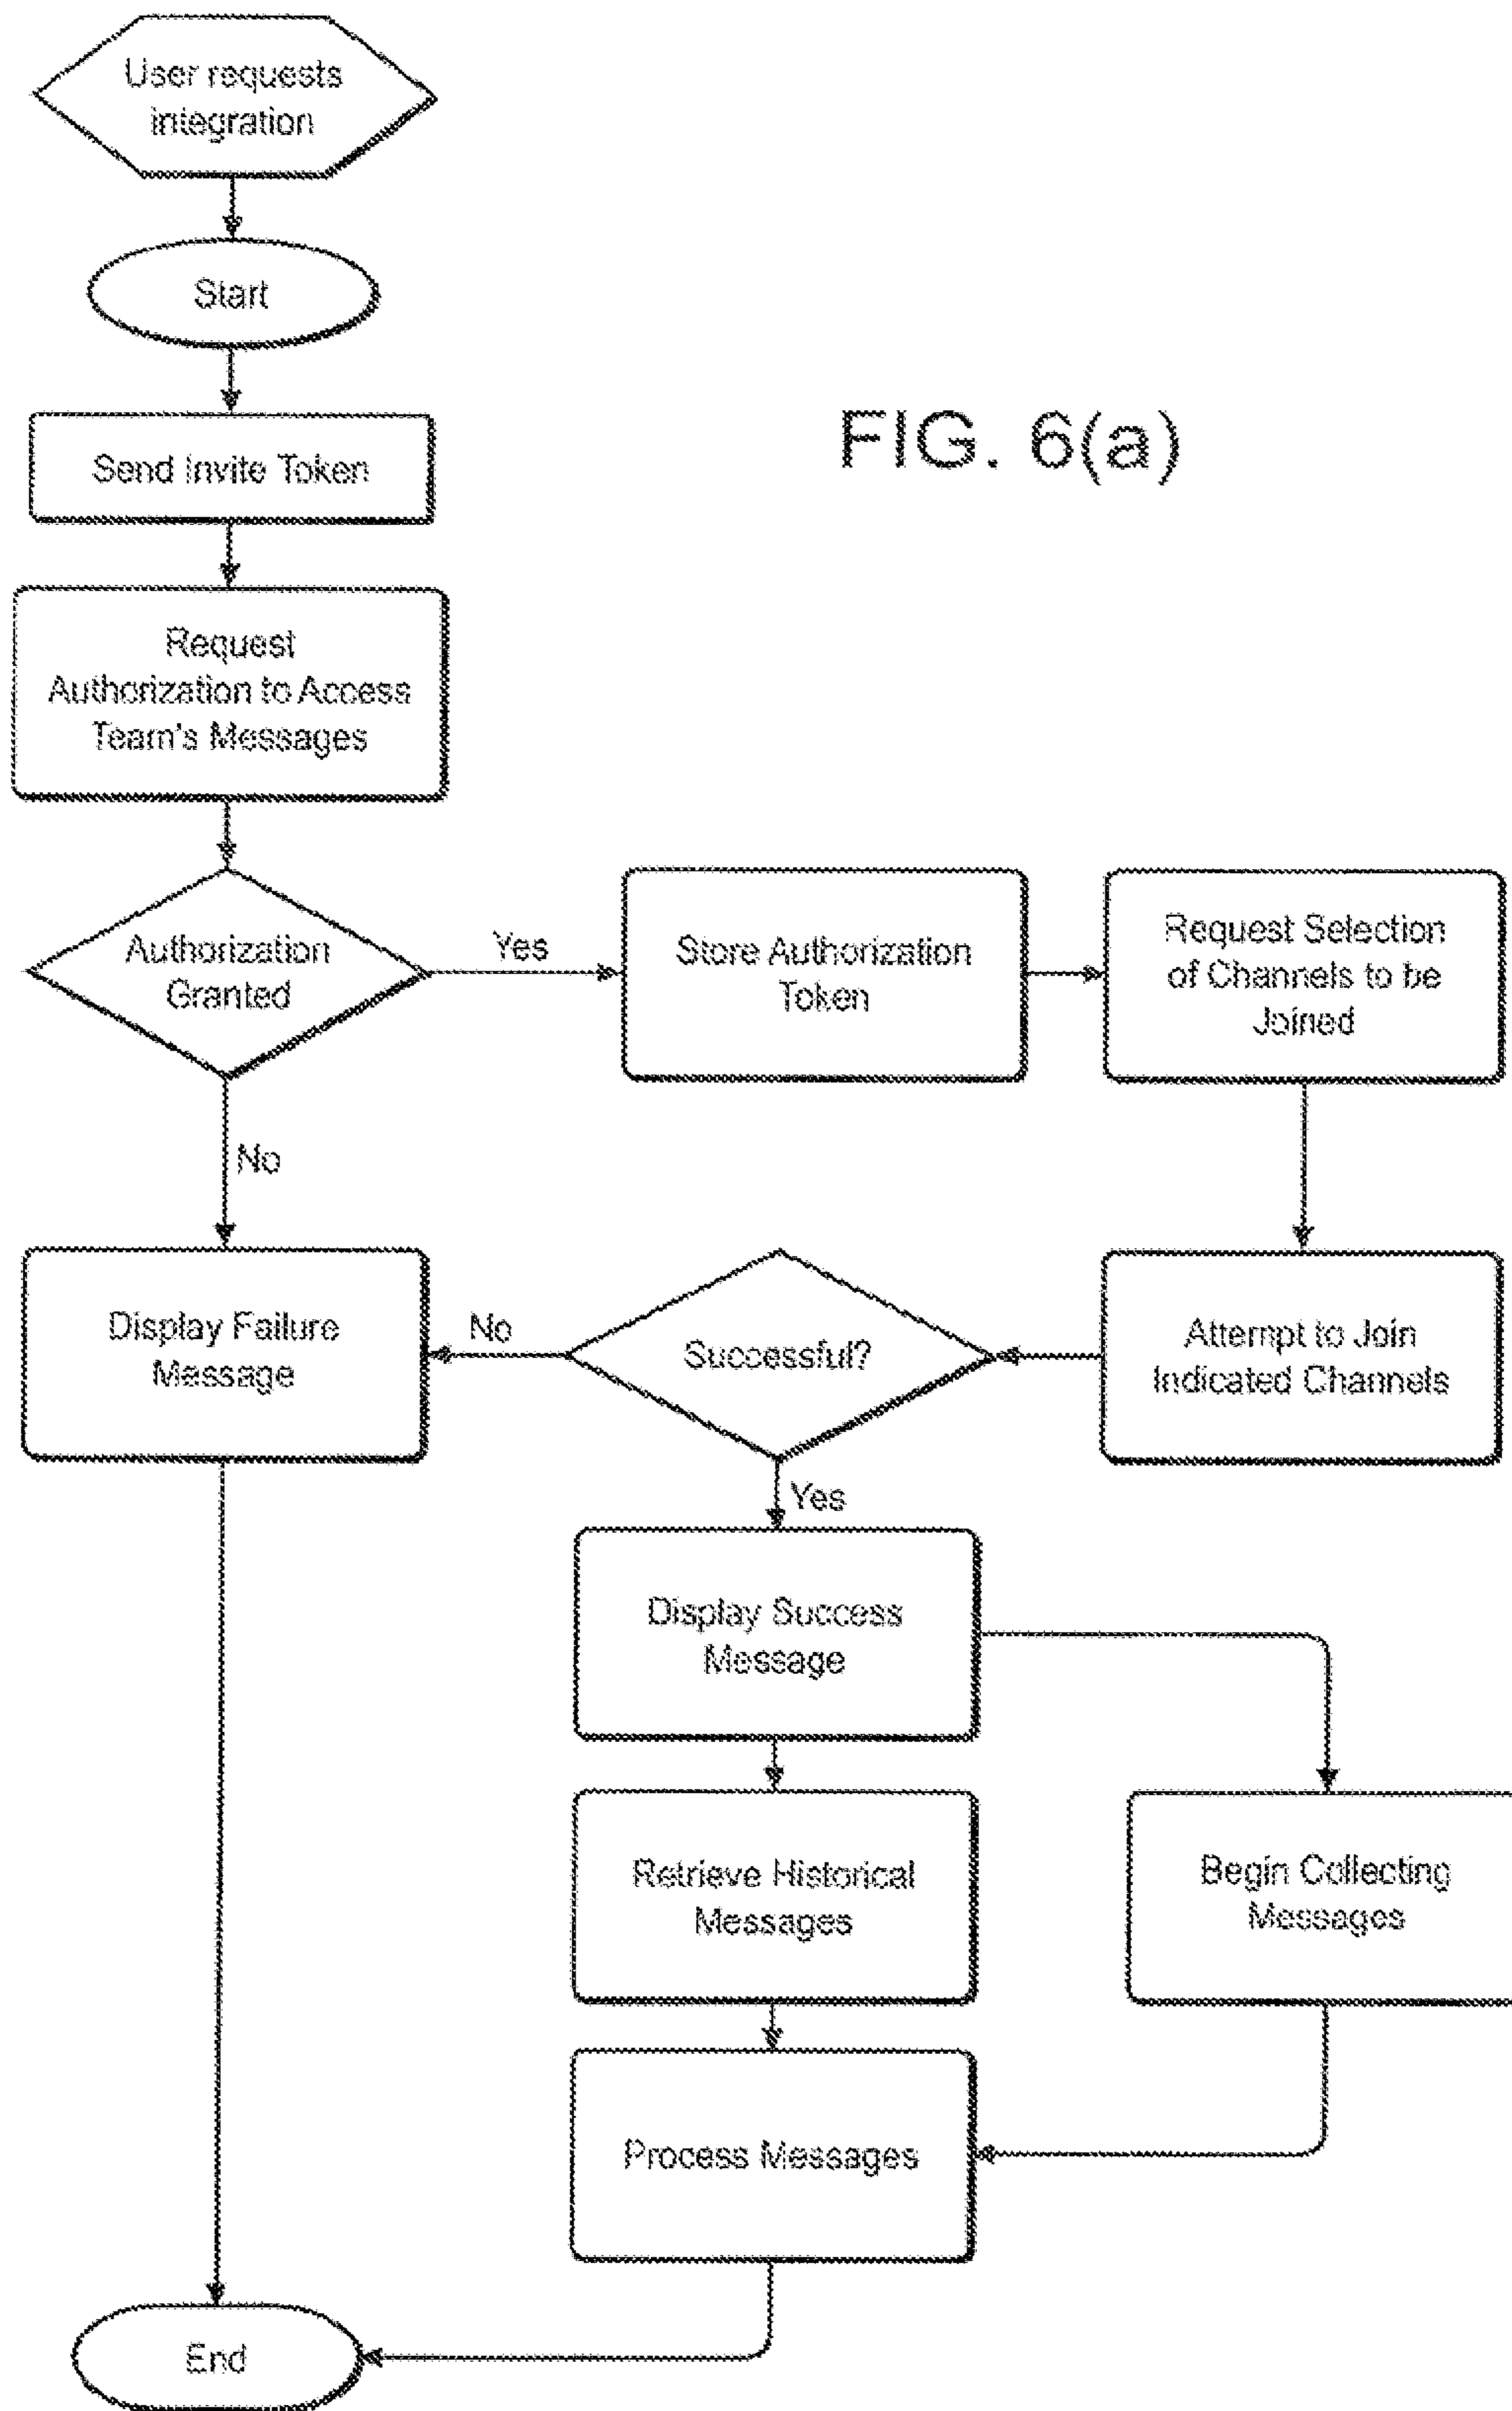 User requests
integration
Start
FIG. 6(a)
Send Invite Token
Request
Authorization to Access
Team's Messages
Authorization
Granted
Yes
Store Authorization
Token
Request Selection
of Channels to be
Joined
No
Display Failure
Message
No
Successful?
Attempt to Join
Indicated Channels
Yes
Display Success
Message
Retrieve Historical
Messages
Begin Collecting
Messages
Process Messages
End